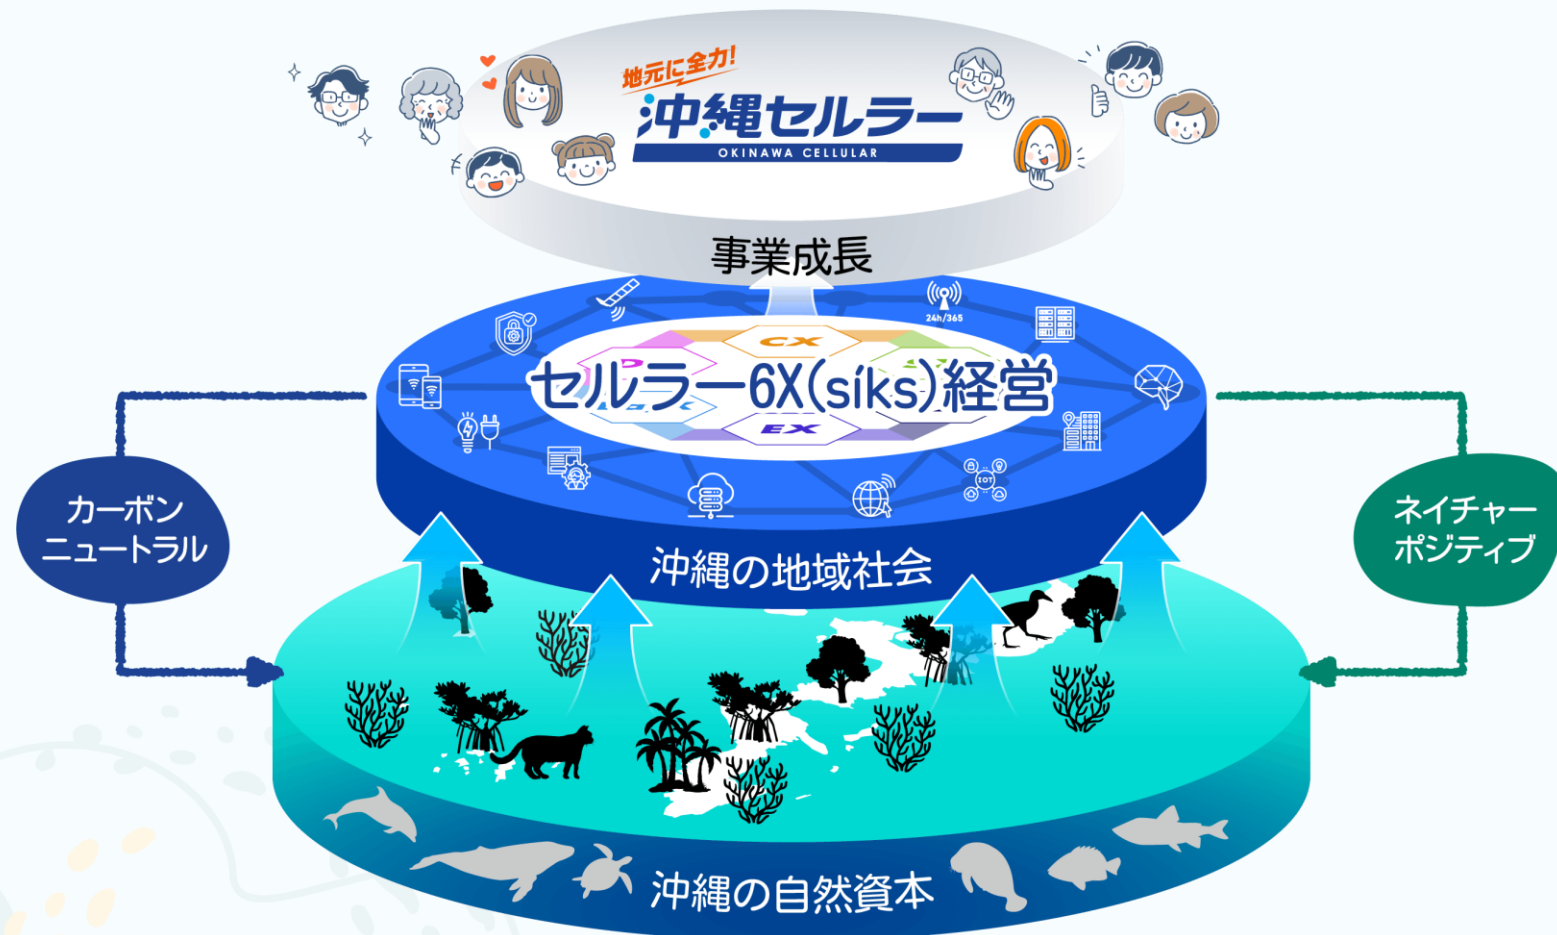 地元に全力!
沖縄セルラー
OKINAWA CELLULAR
事業成長
24h/365
CX
セルラー6X(síks)経営
EX
IOT
カーボン
ニュートラル
ネイチャー
ポジティブ
沖縄の地域社会
沖縄の自然資本